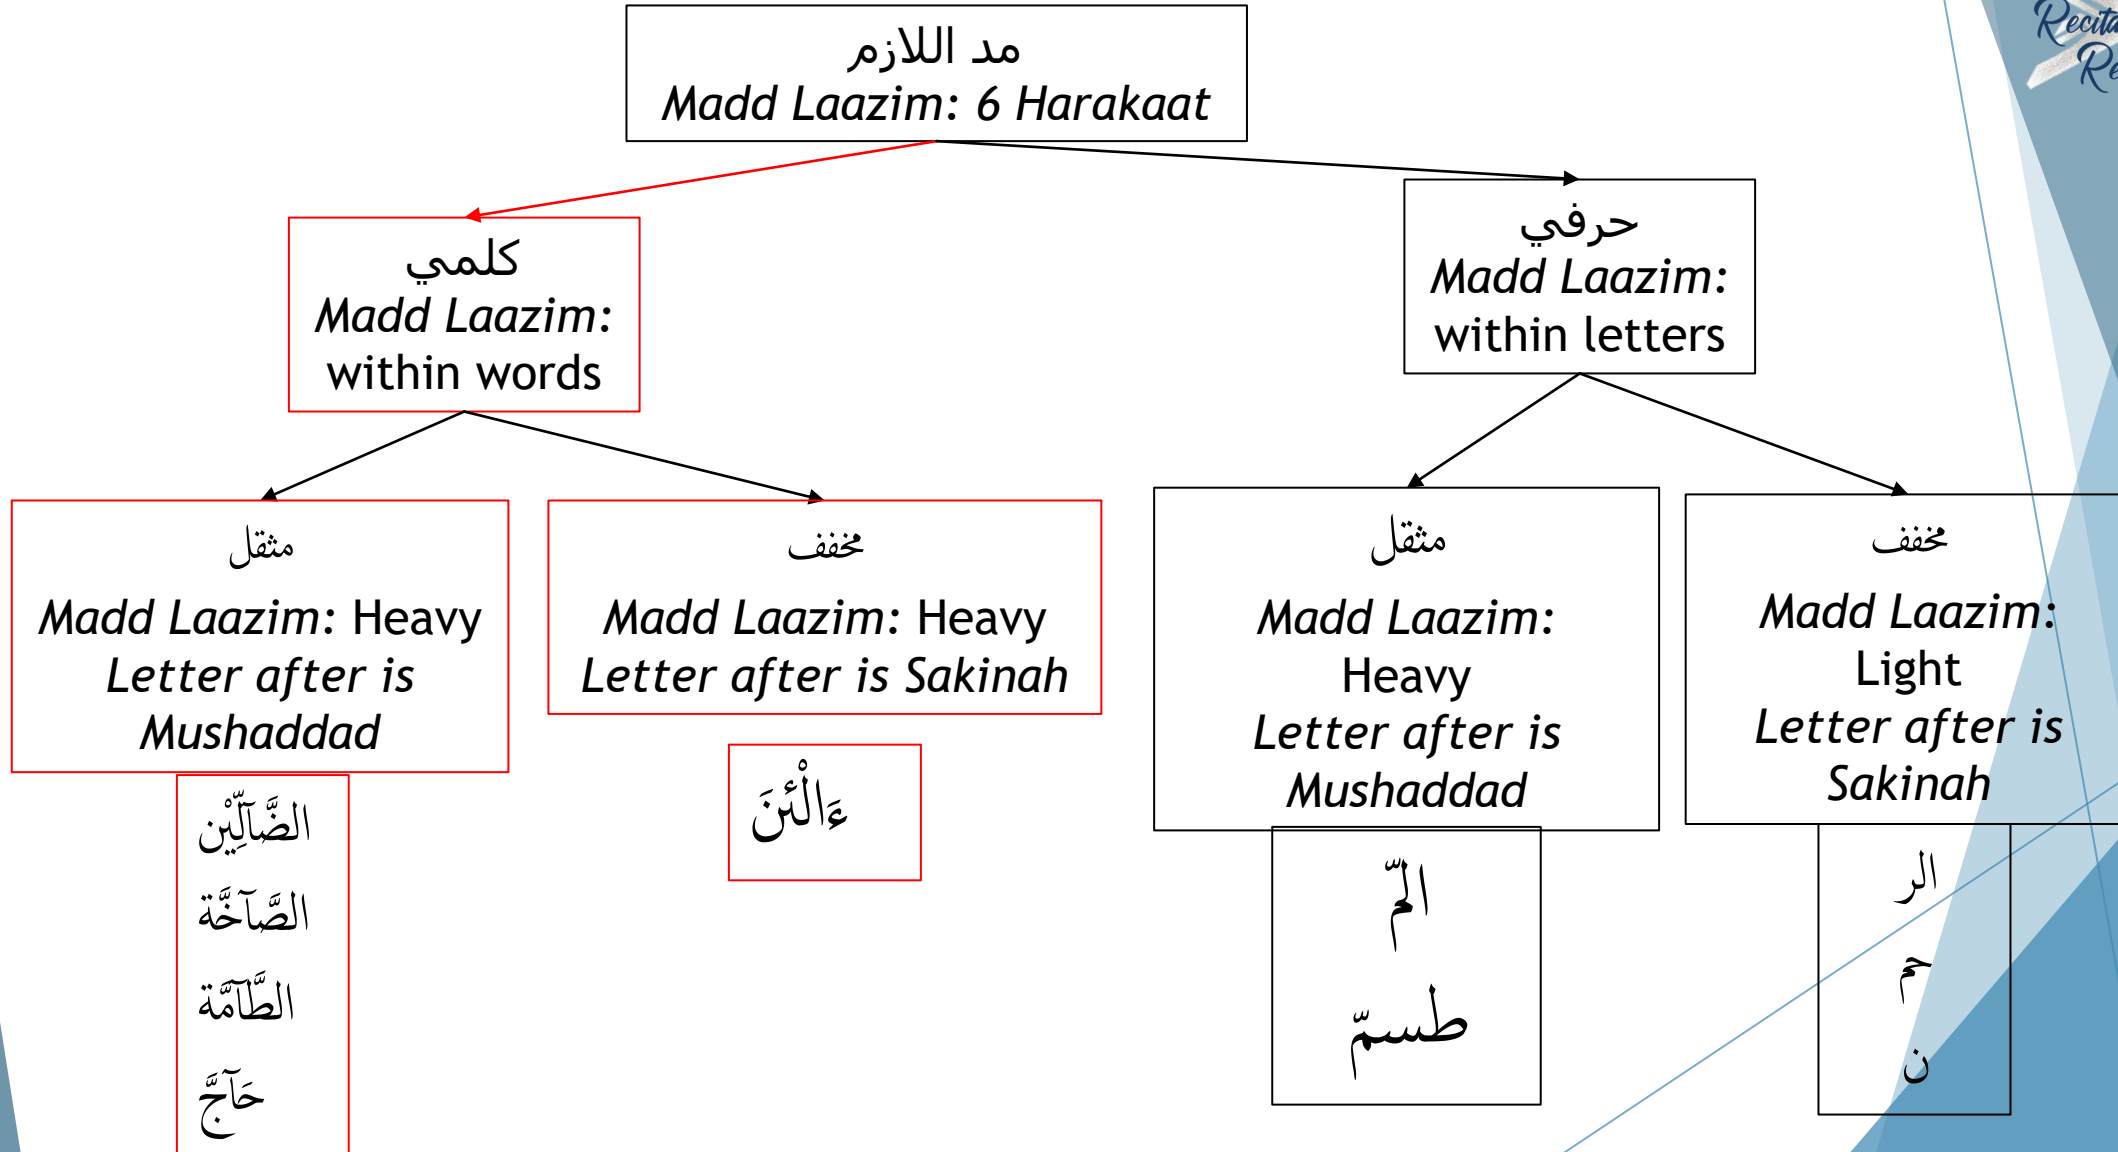 مد اللازم
Madd Laazim: 6 Harakaat
كلمي
Madd Laazim:
within words
حرفي
Madd Laazim:
within letters
مثقل
Madd Laazim: Heavy
Letter after is
Mushaddad
الضَّآلِّيْن
الصَّآخَّة
الطَّآمَّة
حَآجَّ
مخفف
Madd Laazim: Heavy
Letter after is Sakinah
ءَالْئَنَ
مثقل
Madd Laazim:
Heavy
Letter after is
Mushaddad
المّ
طسمّ
مخفف
Madd Laazim:
Light
Letter after is
Sakinah
الر
حم
ن